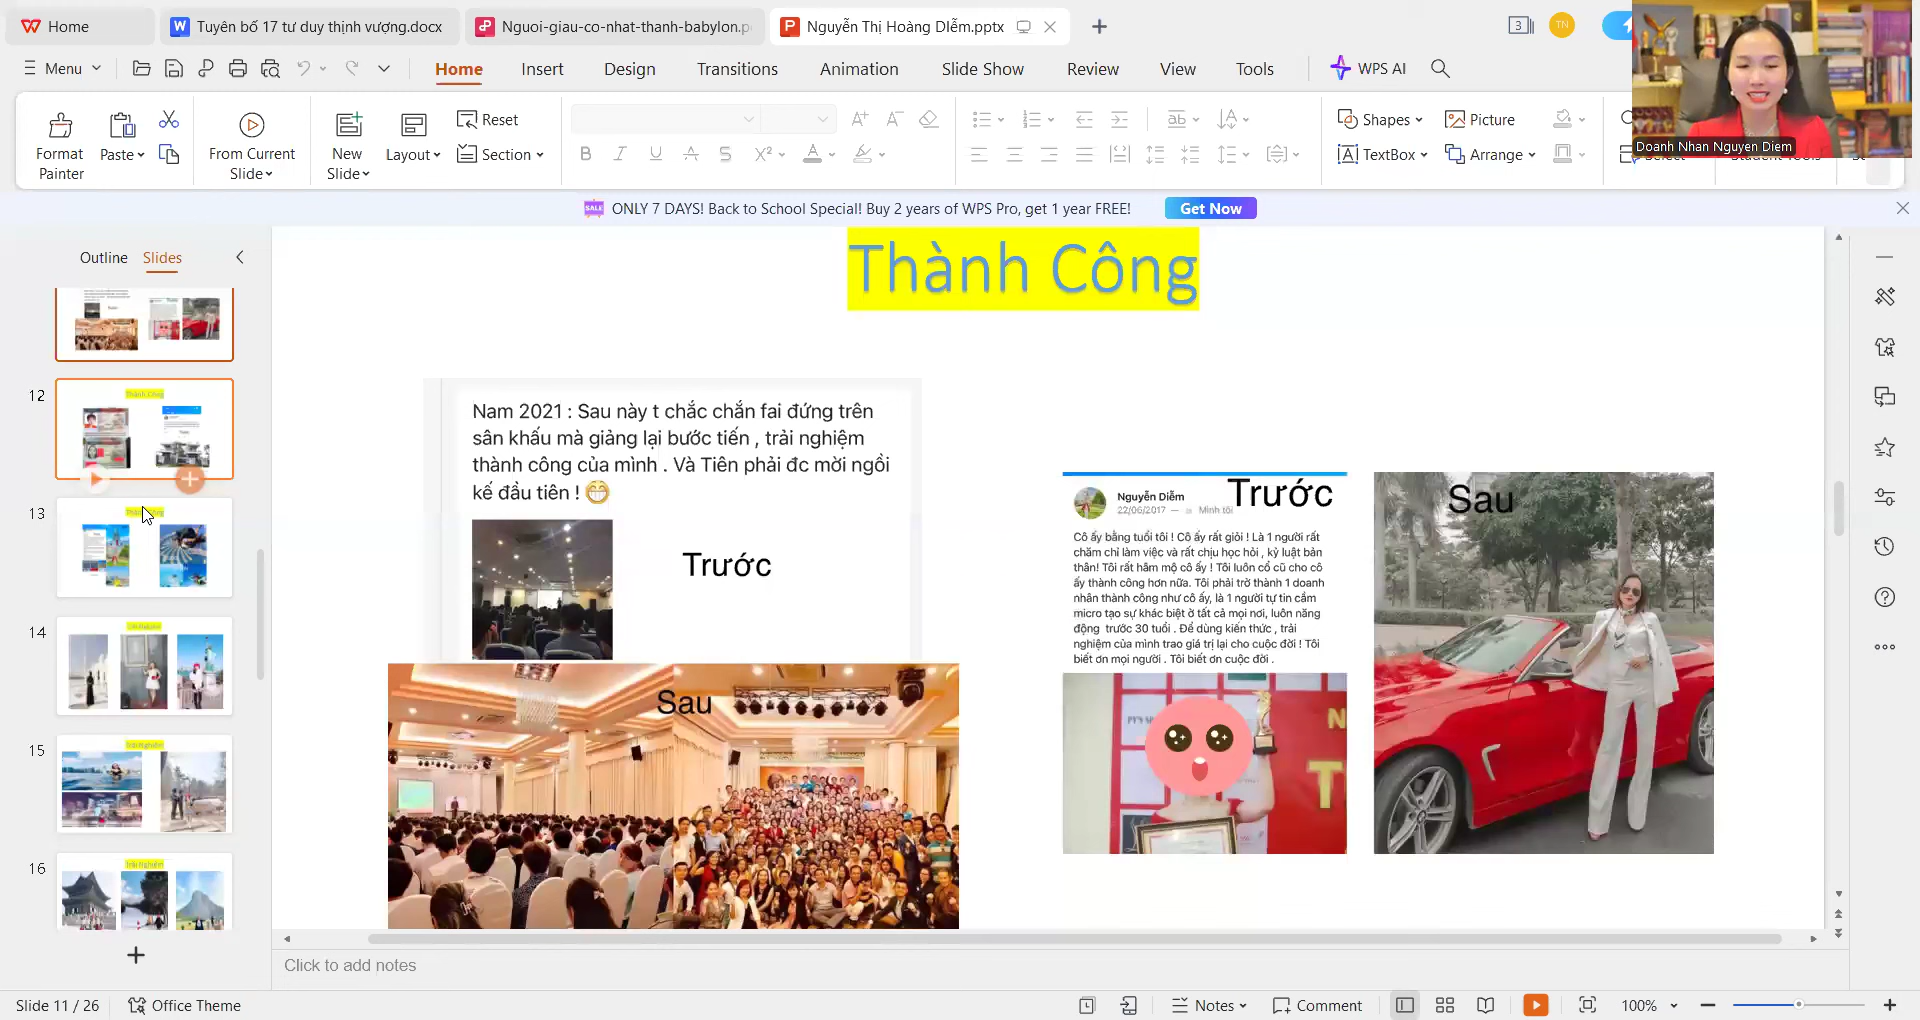 Home
Tuyên bố 17 tư duy thịnh vượng.docx
Nguoi-giau-co-nhat-thanh-babylon.p
Nguyễn Thị Hoàng Diễm.pptx
3
TN
Menu
Home
Insert
Design
Transitions
Animation
Slide Show
Review
View
Tools
WPS AI
Format Painter
Paste
From Current Slide
New Slide
Layout
Reset
Section
Shapes
Picture
TextBox
Arrange
Doanh Nhan Nguyen Diem
SALE ONLY 7 DAYS! Back to School Special! Buy 2 years of WPS Pro, get 1 year FREE!
Get Now
Outline
Slides
12
13
14
15
16
Thành Công
Nam 2021 : Sau này t chắc chắn fai đứng trên
sân khấu mà giảng lại bước tiến , trải nghiệm
thành công của mình . Và Tiên phải đc mời ngồi
kế đầu tiên ! 😁
Trước
Sau
Nguyễn Diễm
22/06/2017 — Mình tôi
Trước
Cô ấy bằng tuổi tôi ! Cô ấy rất giỏi ! Là 1 người rất
chăm chỉ làm việc và rất chịu học hỏi , kỷ luật bản
thân! Tôi rất hâm mộ cô ấy ! Tôi luôn cổ cũ cho cô
ấy thành công hơn nữa. Tôi phải trở thành 1 doanh
nhân thành công như cô ấy, là 1 người tự tin cầm
micro tạo sự khác biệt ở tất cả mọi nơi, luôn năng
động trước 30 tuổi . Để dùng kiến thức , trải
nghiệm của mình trao giá trị lại cho cuộc đời ! Tôi
biết ơn mọi người . Tôi biết ơn cuộc đời .
Sau
Click to add notes
Slide 11 / 26
Office Theme
Notes
Comment
100%